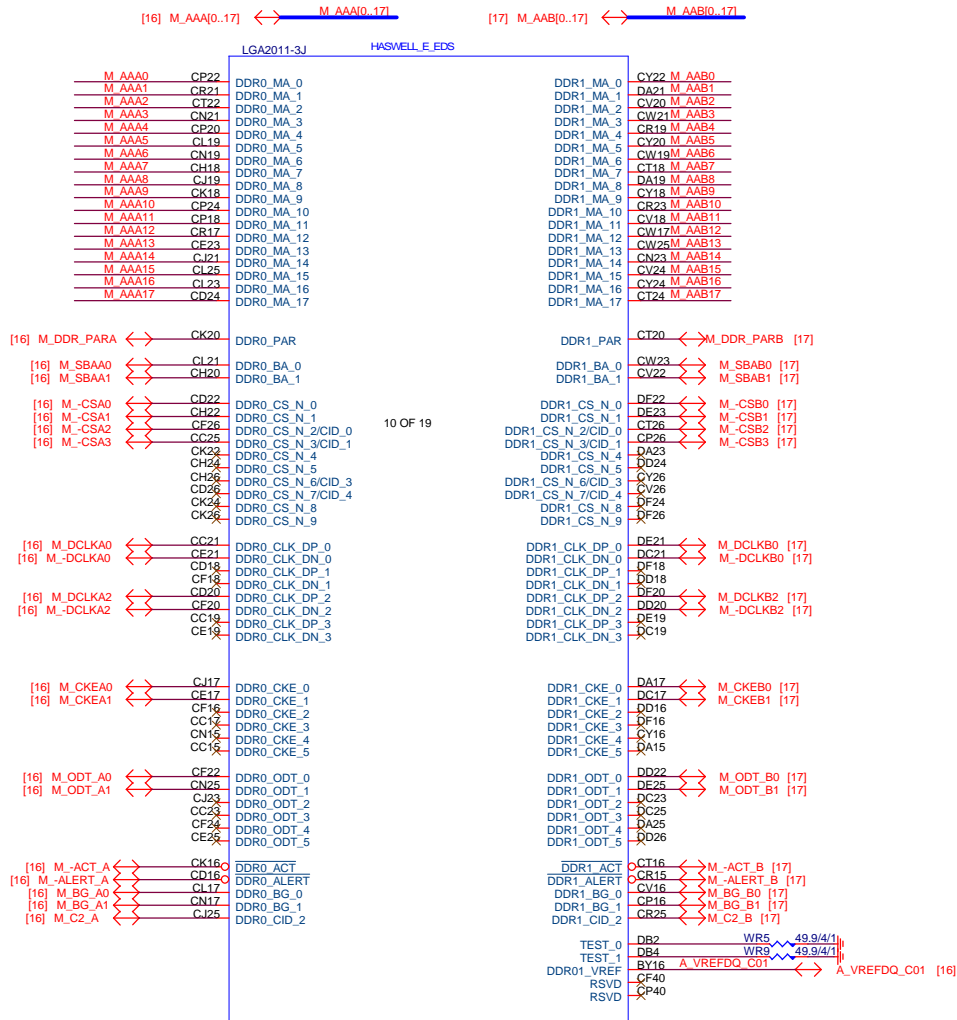 [16] M_AAA[0..17] M_AAA[0..17] [17] M_AAB[0..17] M_AAB[0..17]
LGA2011-3J HASWELL_E_EDS
M_AAA0 CP22 DDR0_MA_0 DDR1_MA_0 CY22 M_AAB0
M_AAA1 CR21 DDR0_MA_1 DDR1_MA_1 DA21 M_AAB1
M_AAA2 CT22 DDR0_MA_2 DDR1_MA_2 CV20 M_AAB2
M_AAA3 CN21 DDR0_MA_3 DDR1_MA_3 CW21 M_AAB3
M_AAA4 CP20 DDR0_MA_4 DDR1_MA_4 CR19 M_AAB4
M_AAA5 CL19 DDR0_MA_5 DDR1_MA_5 CY20 M_AAB5
M_AAA6 CN19 DDR0_MA_6 DDR1_MA_6 CW19 M_AAB6
M_AAA7 CH18 DDR0_MA_7 DDR1_MA_7 CT18 M_AAB7
M_AAA8 CJ19 DDR0_MA_8 DDR1_MA_8 DA19 M_AAB8
M_AAA9 CK18 DDR0_MA_9 DDR1_MA_9 CY18 M_AAB9
M_AAA10 CP24 DDR0_MA_10 DDR1_MA_10 CR23 M_AAB10
M_AAA11 CP18 DDR0_MA_11 DDR1_MA_11 CV18 M_AAB11
M_AAA12 CR17 DDR0_MA_12 DDR1_MA_12 CW17 M_AAB12
M_AAA13 CE23 DDR0_MA_13 DDR1_MA_13 CW25 M_AAB13
M_AAA14 CJ21 DDR0_MA_14 DDR1_MA_14 CN23 M_AAB14
M_AAA15 CL25 DDR0_MA_15 DDR1_MA_15 CV24 M_AAB15
M_AAA16 CL23 DDR0_MA_16 DDR1_MA_16 CY24 M_AAB16
M_AAA17 CD24 DDR0_MA_17 DDR1_MA_17 CT24 M_AAB17
[16] M_DDR_PARA CK20 DDR0_PAR DDR1_PAR CT20 M_DDR_PARB [17]
[16] M_SBAA0 CL21 DDR0_BA_0 DDR1_BA_0 CW23 M_SBAB0 [17]
[16] M_SBAA1 CH20 DDR0_BA_1 DDR1_BA_1 CV22 M_SBAB1 [17]
[16] M_-CSA0 CD22 DDR0_CS_N_0 DDR1_CS_N_0 DF22 M_-CSB0 [17]
[16] M_-CSA1 CH22 DDR0_CS_N_1 DDR1_CS_N_1 DE23 M_-CSB1 [17]
[16] M_-CSA2 CF26 DDR0_CS_N_2/CID_0 10 OF 19 DDR1_CS_N_2/CID_0 CT26 M_-CSB2 [17]
[16] M_-CSA3 CC25 DDR0_CS_N_3/CID_1 DDR1_CS_N_3/CID_1 CP26 M_-CSB3 [17]
CK22 DDR0_CS_N_4 DDR1_CS_N_4 DA23
CH24 DDR0_CS_N_5 DDR1_CS_N_5 DD24
CH26 DDR0_CS_N_6/CID_3 DDR1_CS_N_6/CID_3 CY26
CD26 DDR0_CS_N_7/CID_4 DDR1_CS_N_7/CID_4 CV26
CK24 DDR0_CS_N_8 DDR1_CS_N_8 DF24
CK26 DDR0_CS_N_9 DDR1_CS_N_9 DF26
[16] M_DCLKA0 CC21 DDR0_CLK_DP_0 DDR1_CLK_DP_0 DE21 M_DCLKB0 [17]
[16] M_-DCLKA0 CE21 DDR0_CLK_DN_0 DDR1_CLK_DN_0 DC21 M_-DCLKB0 [17]
CD18 DDR0_CLK_DP_1 DDR1_CLK_DP_1 DF18
CF18 DDR0_CLK_DN_1 DDR1_CLK_DN_1 DD18
[16] M_DCLKA2 CD20 DDR0_CLK_DP_2 DDR1_CLK_DP_2 DF20 M_DCLKB2 [17]
[16] M_-DCLKA2 CF20 DDR0_CLK_DN_2 DDR1_CLK_DN_2 DD20 M_-DCLKB2 [17]
CC19 DDR0_CLK_DP_3 DDR1_CLK_DP_3 DE19
CE19 DDR0_CLK_DN_3 DDR1_CLK_DN_3 DC19
[16] M_CKEA0 CJ17 DDR0_CKE_0 DDR1_CKE_0 DA17 M_CKEB0 [17]
[16] M_CKEA1 CE17 DDR0_CKE_1 DDR1_CKE_1 DC17 M_CKEB1 [17]
CF16 DDR0_CKE_2 DDR1_CKE_2 DD16
CC17 DDR0_CKE_3 DDR1_CKE_3 DF16
CN15 DDR0_CKE_4 DDR1_CKE_4 CY16
CC15 DDR0_CKE_5 DDR1_CKE_5 DA15
[16] M_ODT_A0 CF22 DDR0_ODT_0 DDR1_ODT_0 DD22 M_ODT_B0 [17]
[16] M_ODT_A1 CN25 DDR0_ODT_1 DDR1_ODT_1 DE25 M_ODT_B1 [17]
CJ23 DDR0_ODT_2 DDR1_ODT_2 DC23
CC23 DDR0_ODT_3 DDR1_ODT_3 DC25
CF24 DDR0_ODT_4 DDR1_ODT_4 DA25
CE25 DDR0_ODT_5 DDR1_ODT_5 DD26
[16] M_-ACT_A CK16 DDR0_ACT DDR1_ACT CT16 M_-ACT_B [17]
[16] M_-ALERT_A CD16 DDR0_ALERT DDR1_ALERT CR15 M_-ALERT_B [17]
[16] M_BG_A0 CL17 DDR0_BG_0 DDR1_BG_0 CV16 M_BG_B0 [17]
[16] M_BG_A1 CN17 DDR0_BG_1 DDR1_BG_1 CP16 M_BG_B1 [17]
[16] M_C2_A CJ25 DDR0_CID_2 DDR1_CID_2 CR25 M_C2_B [17]
TEST_0 DB2 WR5 49.9/4/1
TEST_1 DB4 WR9 49.9/4/1
DDR01_VREF BY16 A_VREFDQ_C01 A_VREFDQ_C01 [16]
RSVD CF40
RSVD CP40